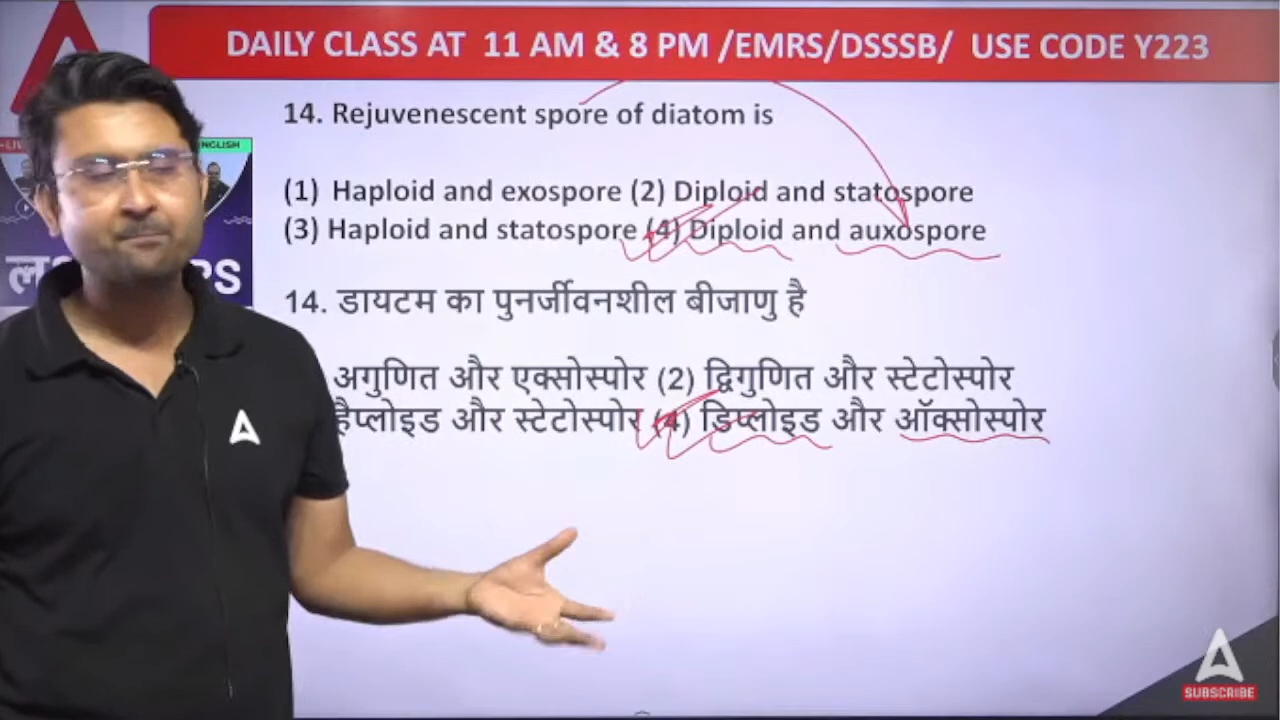 DAILY CLASS AT 11 AM & 8 PM /EMRS/DSSSB/ USE CODE Y223
14. Rejuvenescent spore of diatom is
(1) Haploid and exospore (2) Diploid and statospore
(3) Haploid and statospore (4) Diploid and auxospore
14. डायटम का पुनर्जीवनशील बीजाणु है
अगुणित और एक्सोस्पोर (2) द्विगुणित और स्टेटोस्पोर
हैप्लोइड और स्टेटोस्पोर (4) डिप्लोइड और ऑक्सोस्पोर
SUBSCRIBE